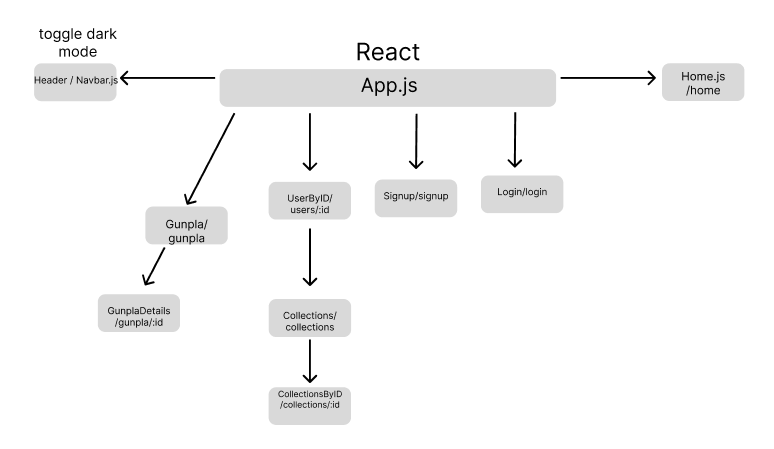 toggle dark
mode
React
Header / Navbar.js
App.js
Home.js
/home
UserByID/
users/:id
Signup/signup
Login/login
Gunpla/
gunpla
GunplaDetails
/gunpla/:id
Collections/
collections
CollectionsByID
/collections/:id